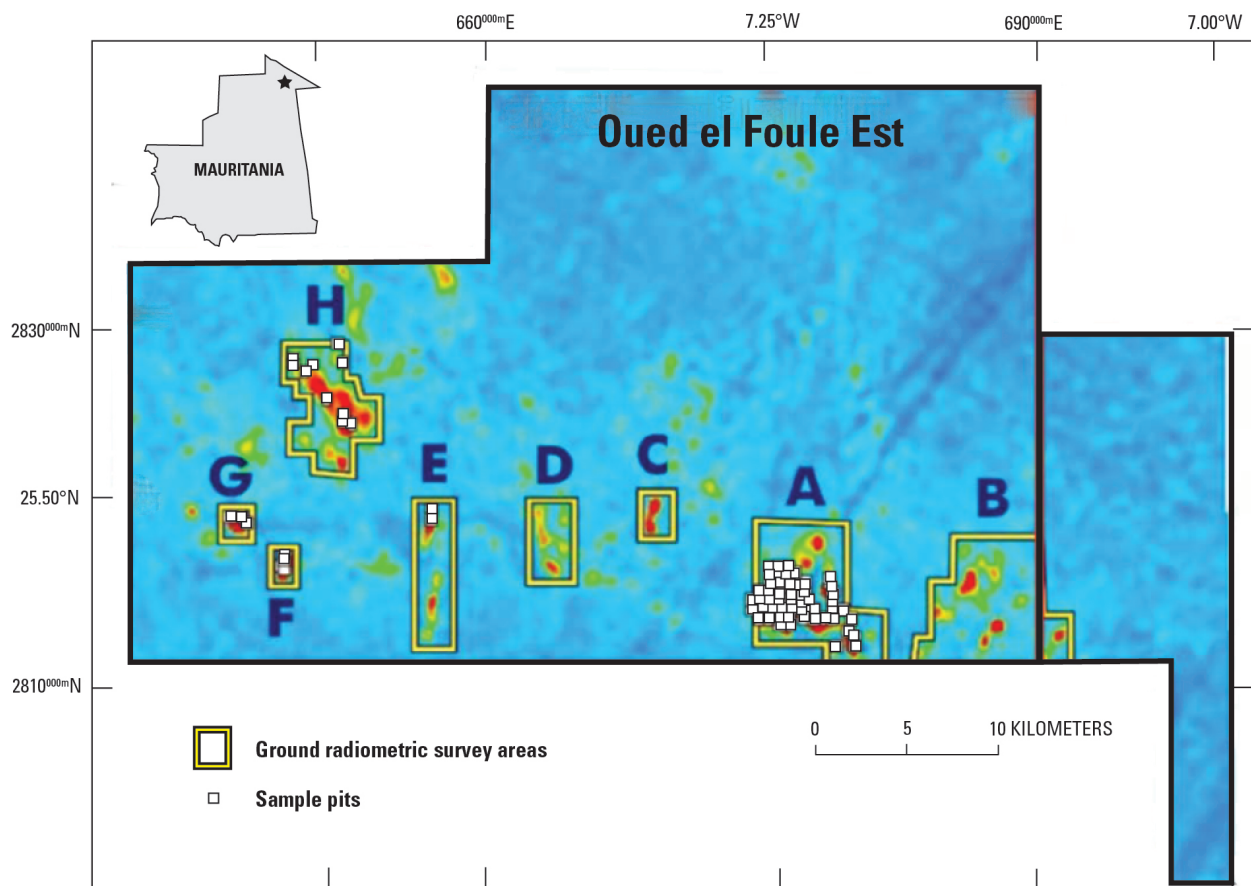 660000mE 7.25°W 690000mE 7.00°W
Oued el Foule Est
MAURITANIA
H
2830000mN
G E D C A B
25.50°N
F
2810000mN
0 5 10 KILOMETERS
Ground radiometric survey areas
Sample pits